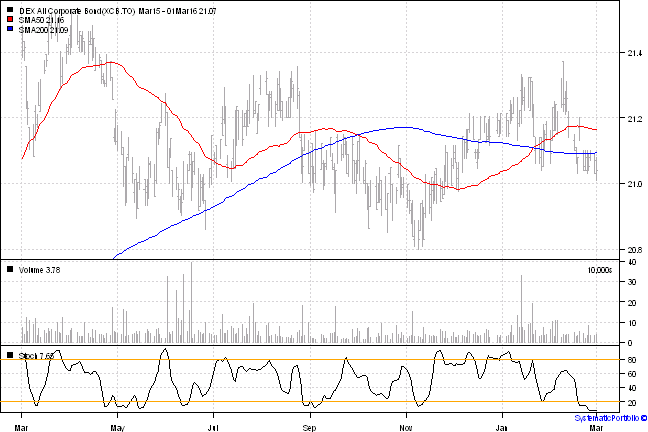 DEX All Corporate Bond(XCB.TO) Mar15 - 01Mar16 21.07
SMA50 21.16
SMA200 21.09
21.4
21.2
21.0
20.8
Volume 3.78
10,000s
40
30
20
10
0
Stoch 7.65
80
60
40
20
Mar May Jul Sep Nov Jan Mar
SystematicPortfolio ©